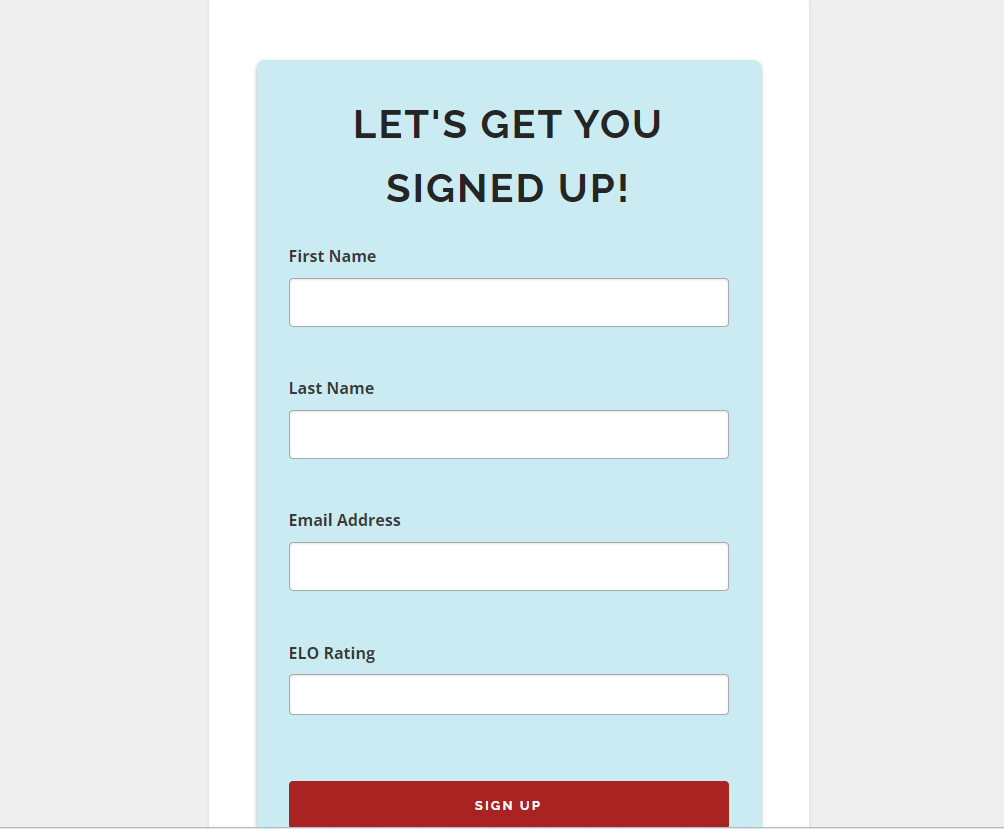 LET'S GET YOU
SIGNED UP!
First Name
Last Name
Email Address
ELO Rating
SIGN UP